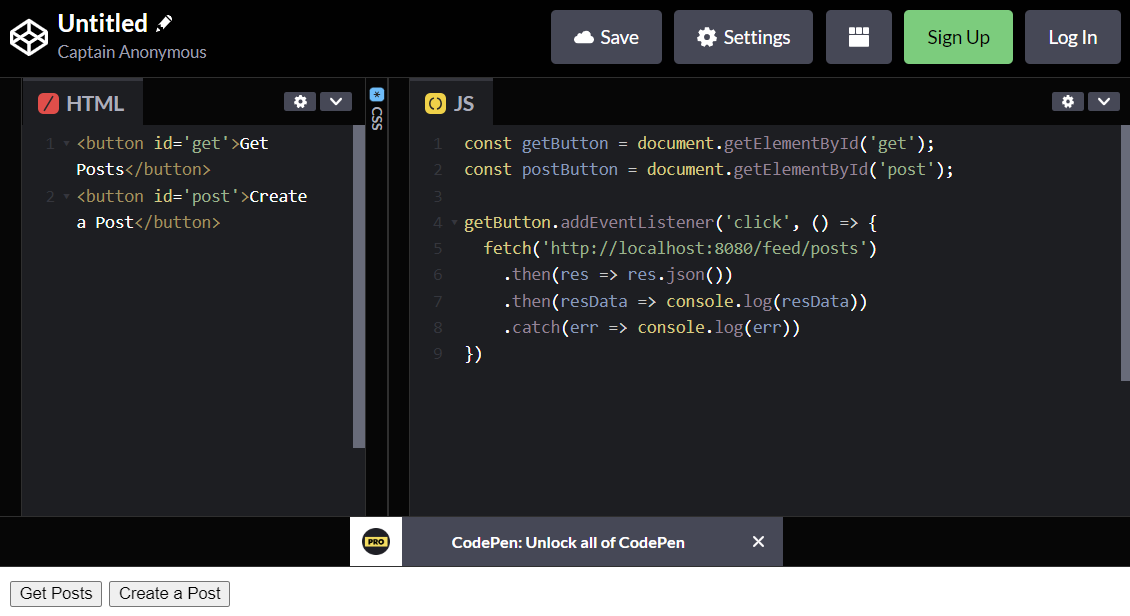 Untitled
Captain Anonymous
Save
Settings
Sign Up
Log In
HTML
1 <button id='get'>Get
Posts</button>
2 <button id='post'>Create
a Post</button>
* CSS
JS
1 const getButton = document.getElementById('get');
2 const postButton = document.getElementById('post');
3
4 getButton.addEventListener('click', () => {
5 fetch('http://localhost:8080/feed/posts')
6 .then(res => res.json())
7 .then(resData => console.log(resData))
8 .catch(err => console.log(err))
9 })
PRO
CodePen: Unlock all of CodePen
Get Posts
Create a Post